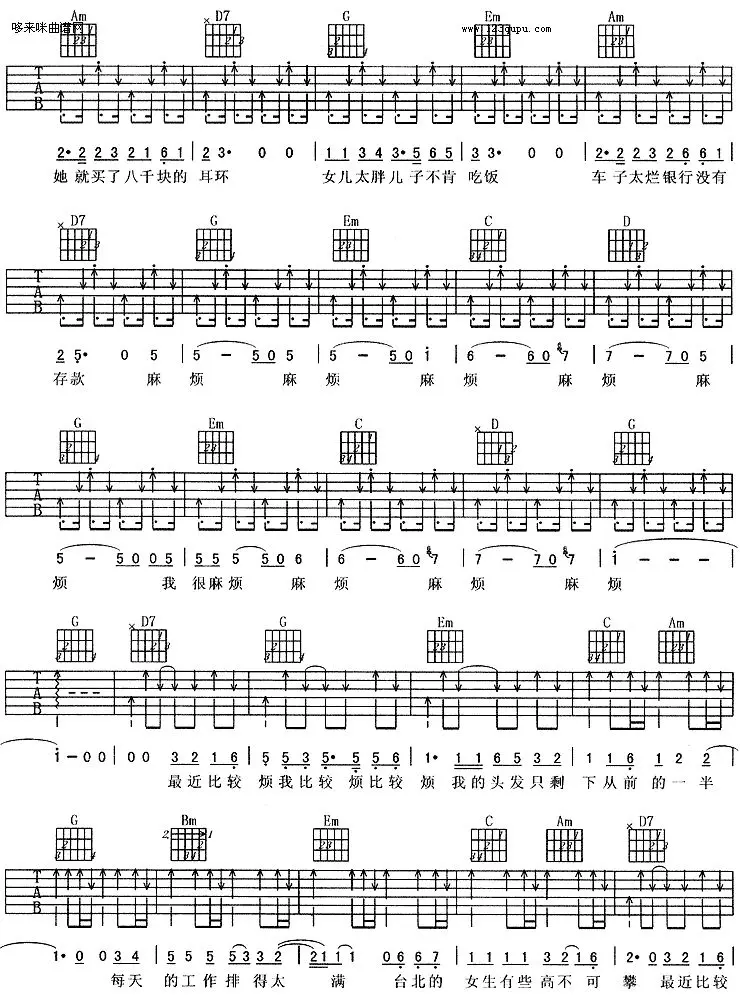 哆来咪曲谱网
www.123gupu.com
Am D7 G Em Am
T A B
2• 2 2 3 2 1 6 1 | 2 3• 0 0 | 1 1 3 4 3• 5 6 5 | 3 3• 0 0 | 2• 2 2 3 2 6 6 1
她 就买了八千块的 耳环 女儿太胖儿子不肯 吃饭 车子太烂银行没有
D7 G Em C D
T A B
2 5• 0 5 | 5 — 5 0 5 | 5 — 5 0 i | 6 — 6 0 7 | 7 — 7 0 5
存款 麻 烦 麻 烦 麻 烦 麻 烦 麻
G Em C D G
T A B
5 — 5 0 0 5 | 5 5 5 5 0 6 | 6 — 6 0 7 | 7 — 7 0 7 | i — — —
烦 我 很麻烦 麻 烦 麻 烦 麻 烦
G D7 G Em C Am
T A B
i — 0 0 | 0 0 3 2 1 6 | 5 5 3 5• 5 5 6 | 1• 1 1 6 5 3 2 | 1 1 6 1 2 2
最近比较 烦我比较 烦比较 烦 我的头发只剩 下从前 的一半
G Bm Em C Am D7
T A B
1• 0 0 3 4 | 5 5 5 5 3 3 2 | 2 1 1 1 0 6 6 7 | 1 1 1 1 3 2 1 6 | 2• 0 3 2 1 6
每天 的工作 排 得太 满 台北的 女生有些高不 可 攀 最近比较